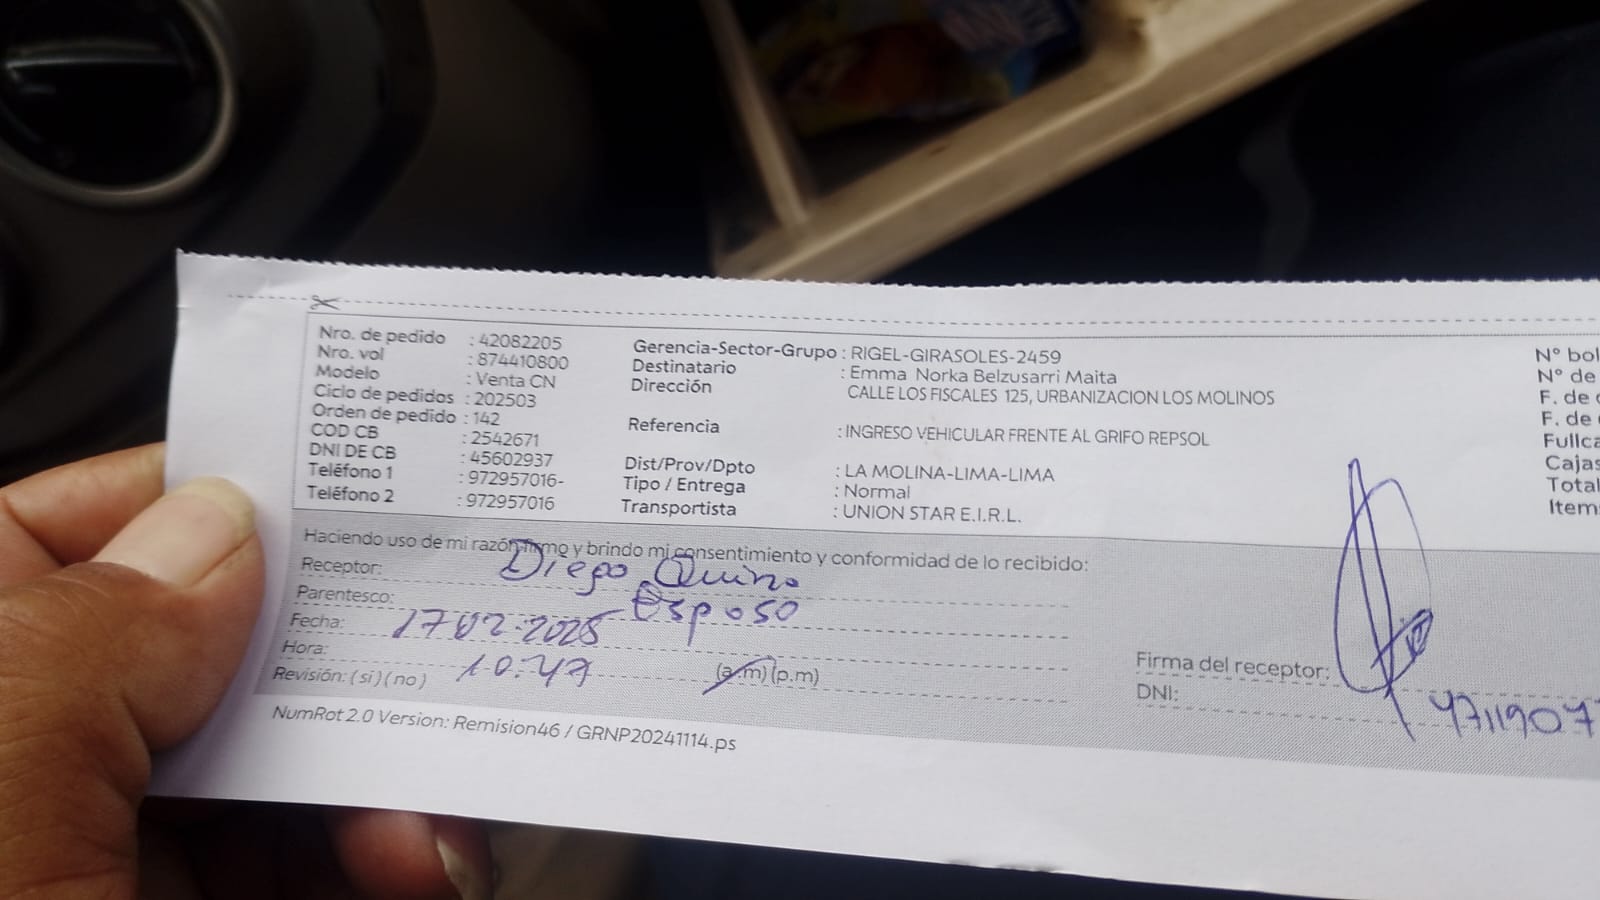 Nro. de pedido : 42082205
Nro. vol : 874410800
Modelo : Venta CN
Ciclo de pedidos : 202503
Orden de pedido : 142
COD CB : 2542671
DNI DE CB : 45602937
Teléfono 1 : 972957016-
Teléfono 2 : 972957016
Gerencia-Sector-Grupo : RIGEL-GIRASOLES-2459
Destinatario : Emma Norka Belzusarri Maita
Dirección CALLE LOS FISCALES 125, URBANIZACION LOS MOLINOS
Referencia : INGRESO VEHICULAR FRENTE AL GRIFO REPSOL
Dist/Prov/Dpto : LA MOLINA-LIMA-LIMA
Tipo / Entrega : Normal
Transportista : UNION STAR E.I.R.L.
N° bol
N° de
F. de
F. de
Fullca
Cajas
Total
Item
Haciendo uso de mi razón firmo y brindo mi consentimiento y conformidad de lo recibido:
Receptor: Diego
Parentesco: Esposo
Fecha: 17 02-2025
Hora: 10:47 (a.m) (p.m)
Revisión: ( si ) ( no )
Firma del receptor:
DNI: 4711907
NumRot 2.0 Version: Remision46 / GRNP20241114.ps